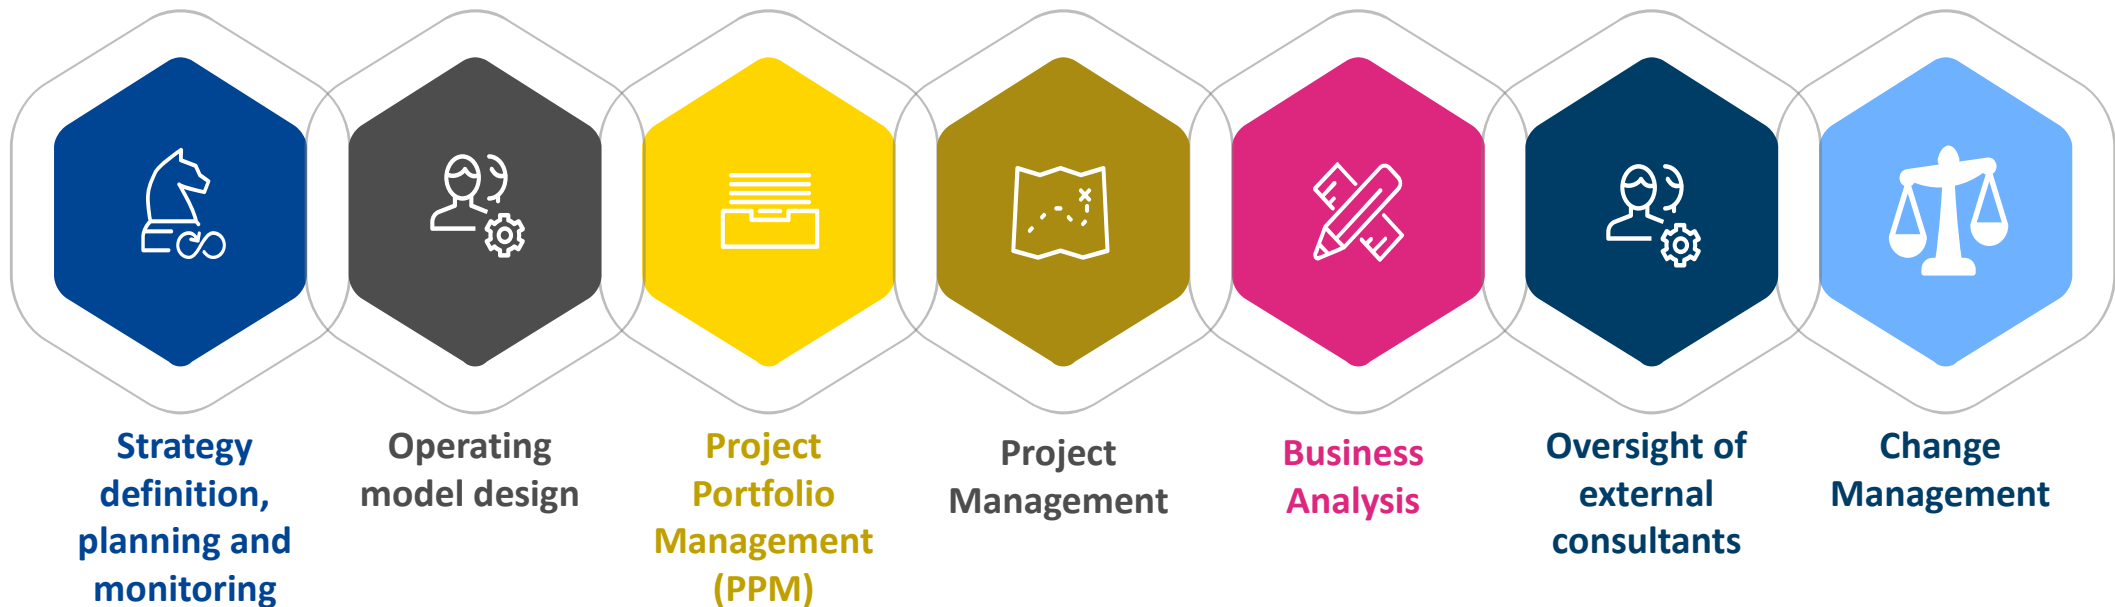 Strategy
definition,
planning and
monitoring
Operating
model design
Project
Portfolio
Management
(PPM)
Project
Management
Business
Analysis
Oversight of
external
consultants
Change
Management